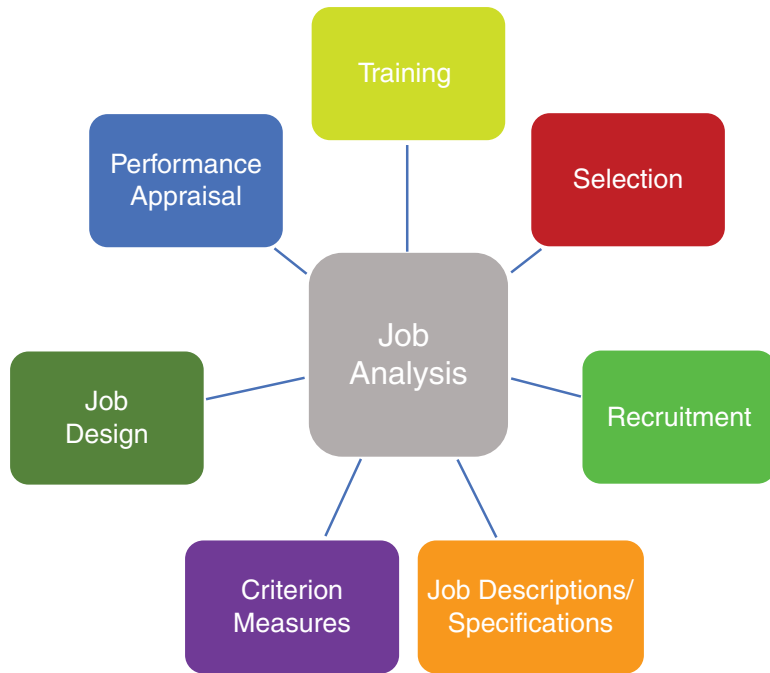 Training
Performance
Appraisal
Selection
Job
Analysis
Job
Design
Recruitment
Criterion
Measures
Job Descriptions/
Specifications